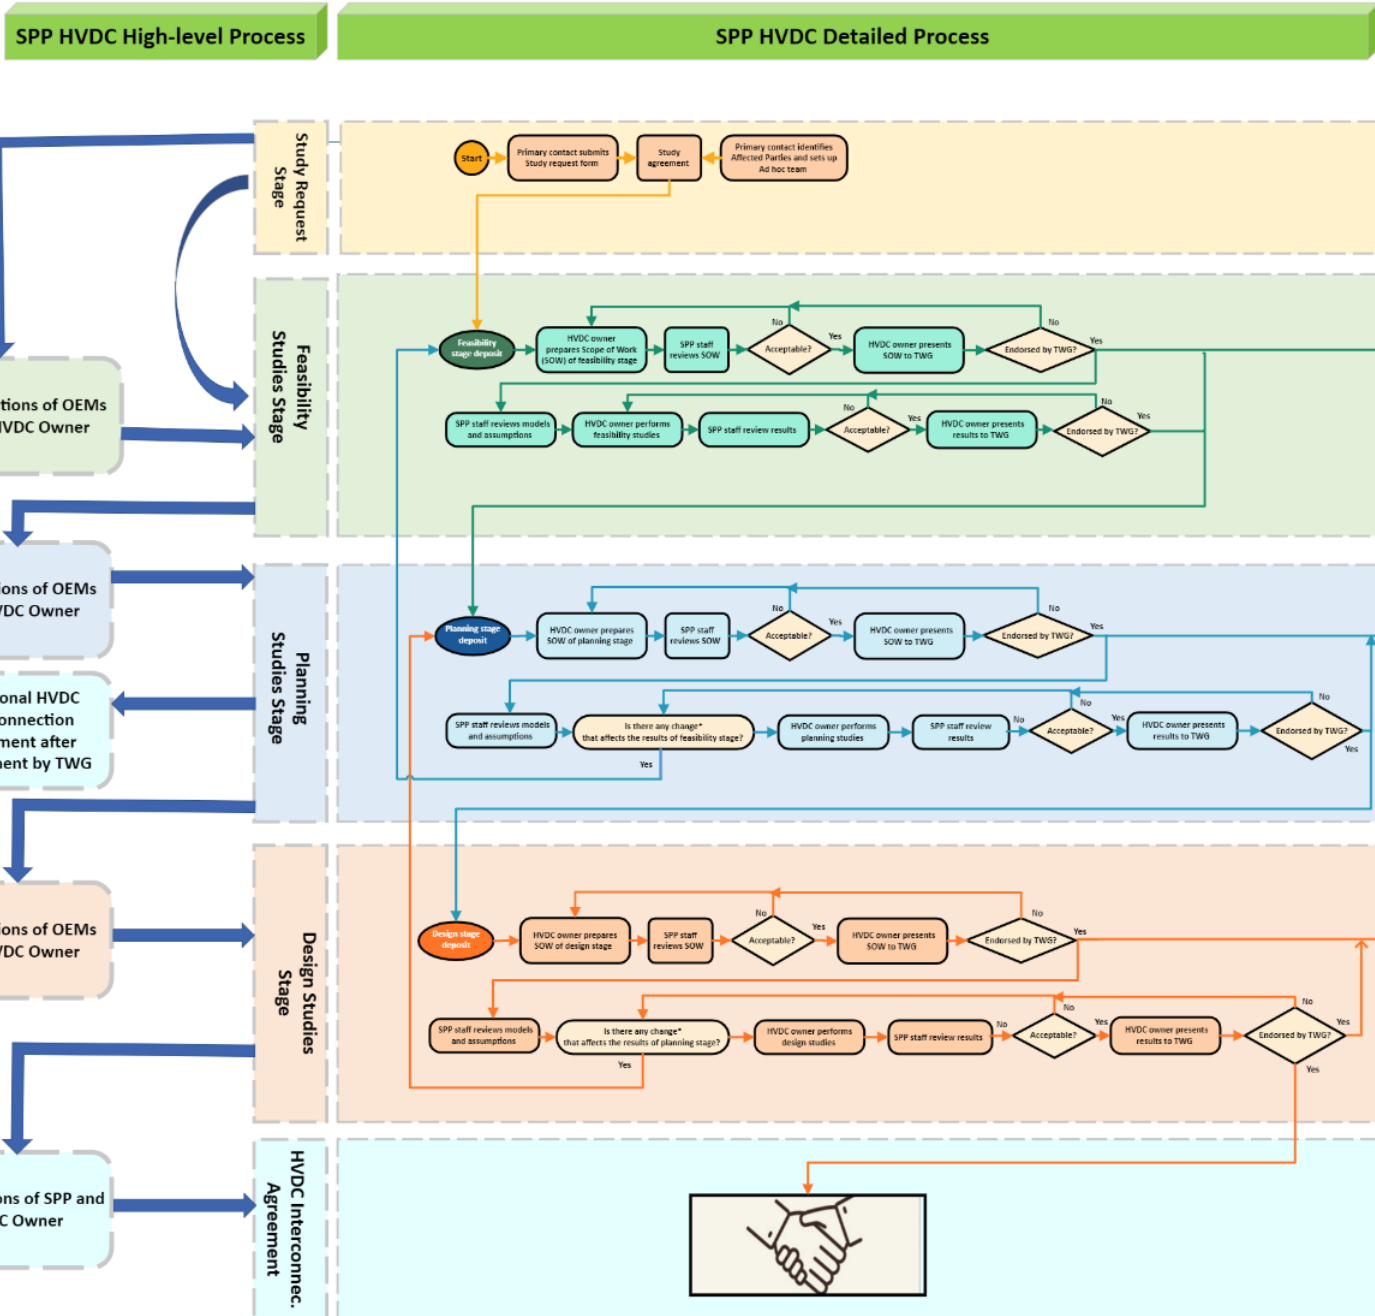 SPP HVDC High-level Process
SPP HVDC Detailed Process
Study Request
Stage
Start
Primary contact submits
Study request form
Study
agreement
Primary contact identifies
Affected Parties and sets up
Ad hoc team
Feasibility
Studies Stage
tions of OEMs
HVDC Owner
Feasibility
stage deposit
HVDC owner
prepares Scope of Work
(SOW) of feasibility stage
SPP staff
reviews SOW
No
Acceptable?
Yes
HVDC owner presents
SOW to TWG
No
Endorsed by TWG?
Yes
SPP staff reviews models
and assumptions
HVDC owner performs
feasibility studies
SPP staff review results
No
Acceptable?
Yes
HVDC owner presents
results to TWG
No
Endorsed by TWG?
Yes
Planning
Studies Stage
ions of OEMs
VDC Owner
onal HVDC
onnection
ment after
nent by TWG
Planning stage
deposit
HVDC owner prepares
SOW of planning stage
SPP staff
reviews SOW
No
Acceptable?
Yes
HVDC owner presents
SOW to TWG
No
Endorsed by TWG?
Yes
SPP staff reviews models
and assumptions
Is there any change*
that affects the results of feasibility stage?
Yes
HVDC owner performs
planning studies
SPP staff review
results
No
Acceptable?
No
Yes
HVDC owner presents
results to TWG
No
Endorsed by TWG?
Yes
Design Studies
Stage
ions of OEMs
VDC Owner
Design stage
deposit
HVDC owner prepares
SOW of design stage
SPP staff
reviews SOW
No
Acceptable?
Yes
HVDC owner presents
SOW to TWG
No
Endorsed by TWG?
Yes
SPP staff reviews models
and assumptions
Is there any change*
that affects the results of planning stage?
Yes
HVDC owner performs
design studies
SPP staff review results
No
Acceptable?
No
Yes
HVDC owner presents
results to TWG
No
Endorsed by TWG?
Yes
Yes
HVDC Interconnec.
Agreement
ons of SPP and
C Owner